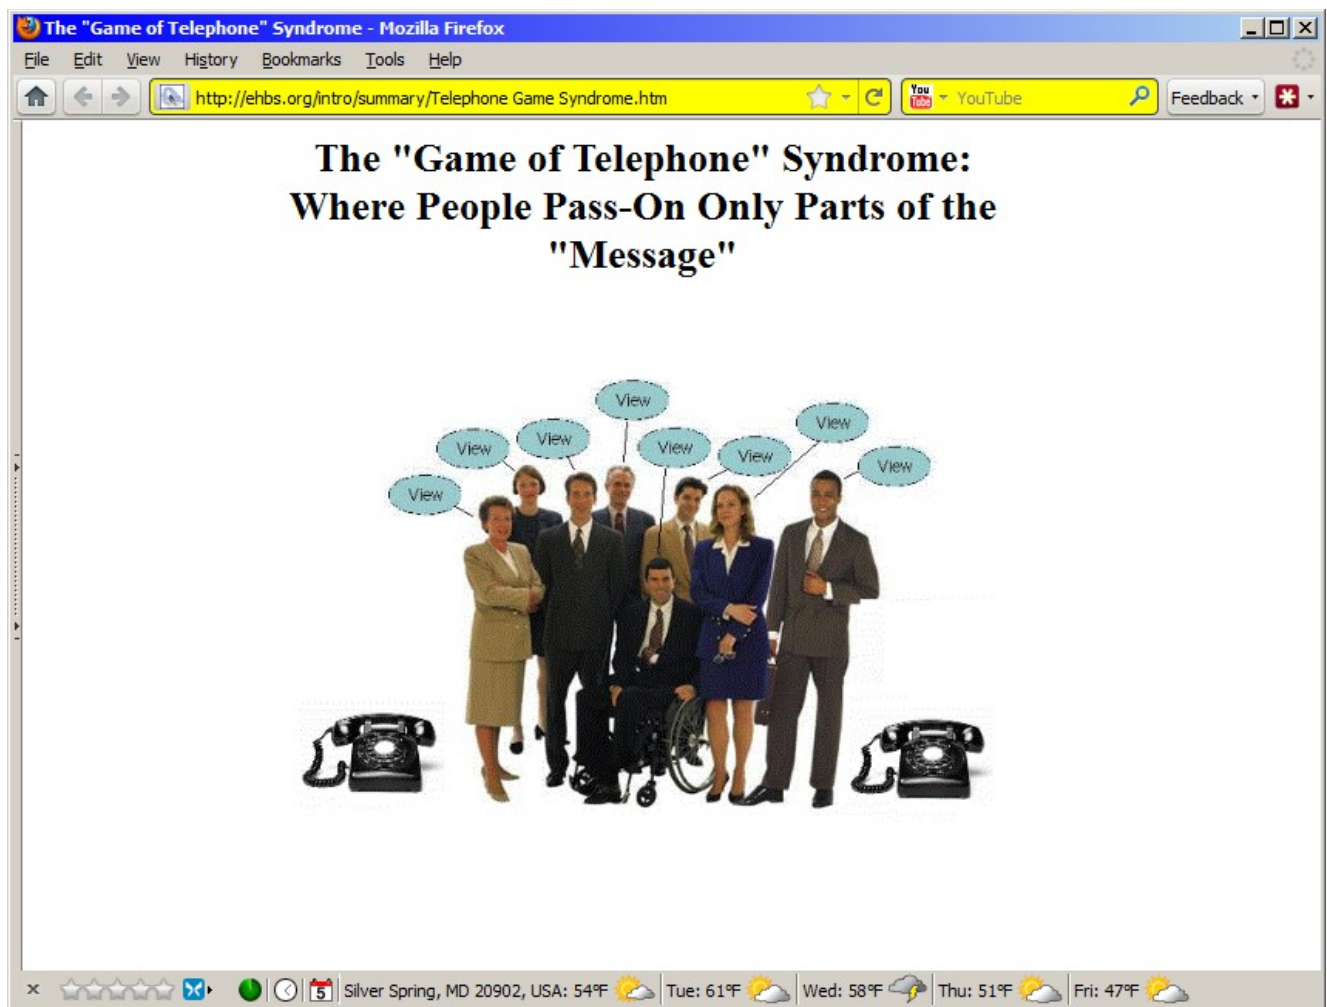 The "Game of Telephone" Syndrome - Mozilla Firefox
File Edit View History Bookmarks Tools Help
http://ehbs.org/intro/summary/Telephone Game Syndrome.htm You Tube YouTube Feedback
The "Game of Telephone" Syndrome:
Where People Pass-On Only Parts of the
"Message"
View
View
View
View
View
View
View
View
5 Silver Spring, MD 20902, USA: 54°F Tue: 61°F Wed: 58°F Thu: 51°F Fri: 47°F